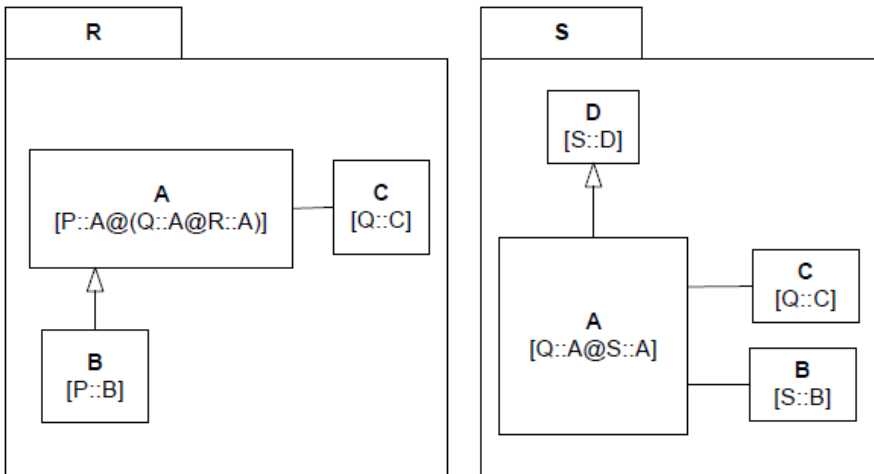 R
A
[P::A@(Q::A@R::A)]
C
[Q::C]
B
[P::B]
S
D
[S::D]
A
[Q::A@S::A]
C
[Q::C]
B
[S::B]